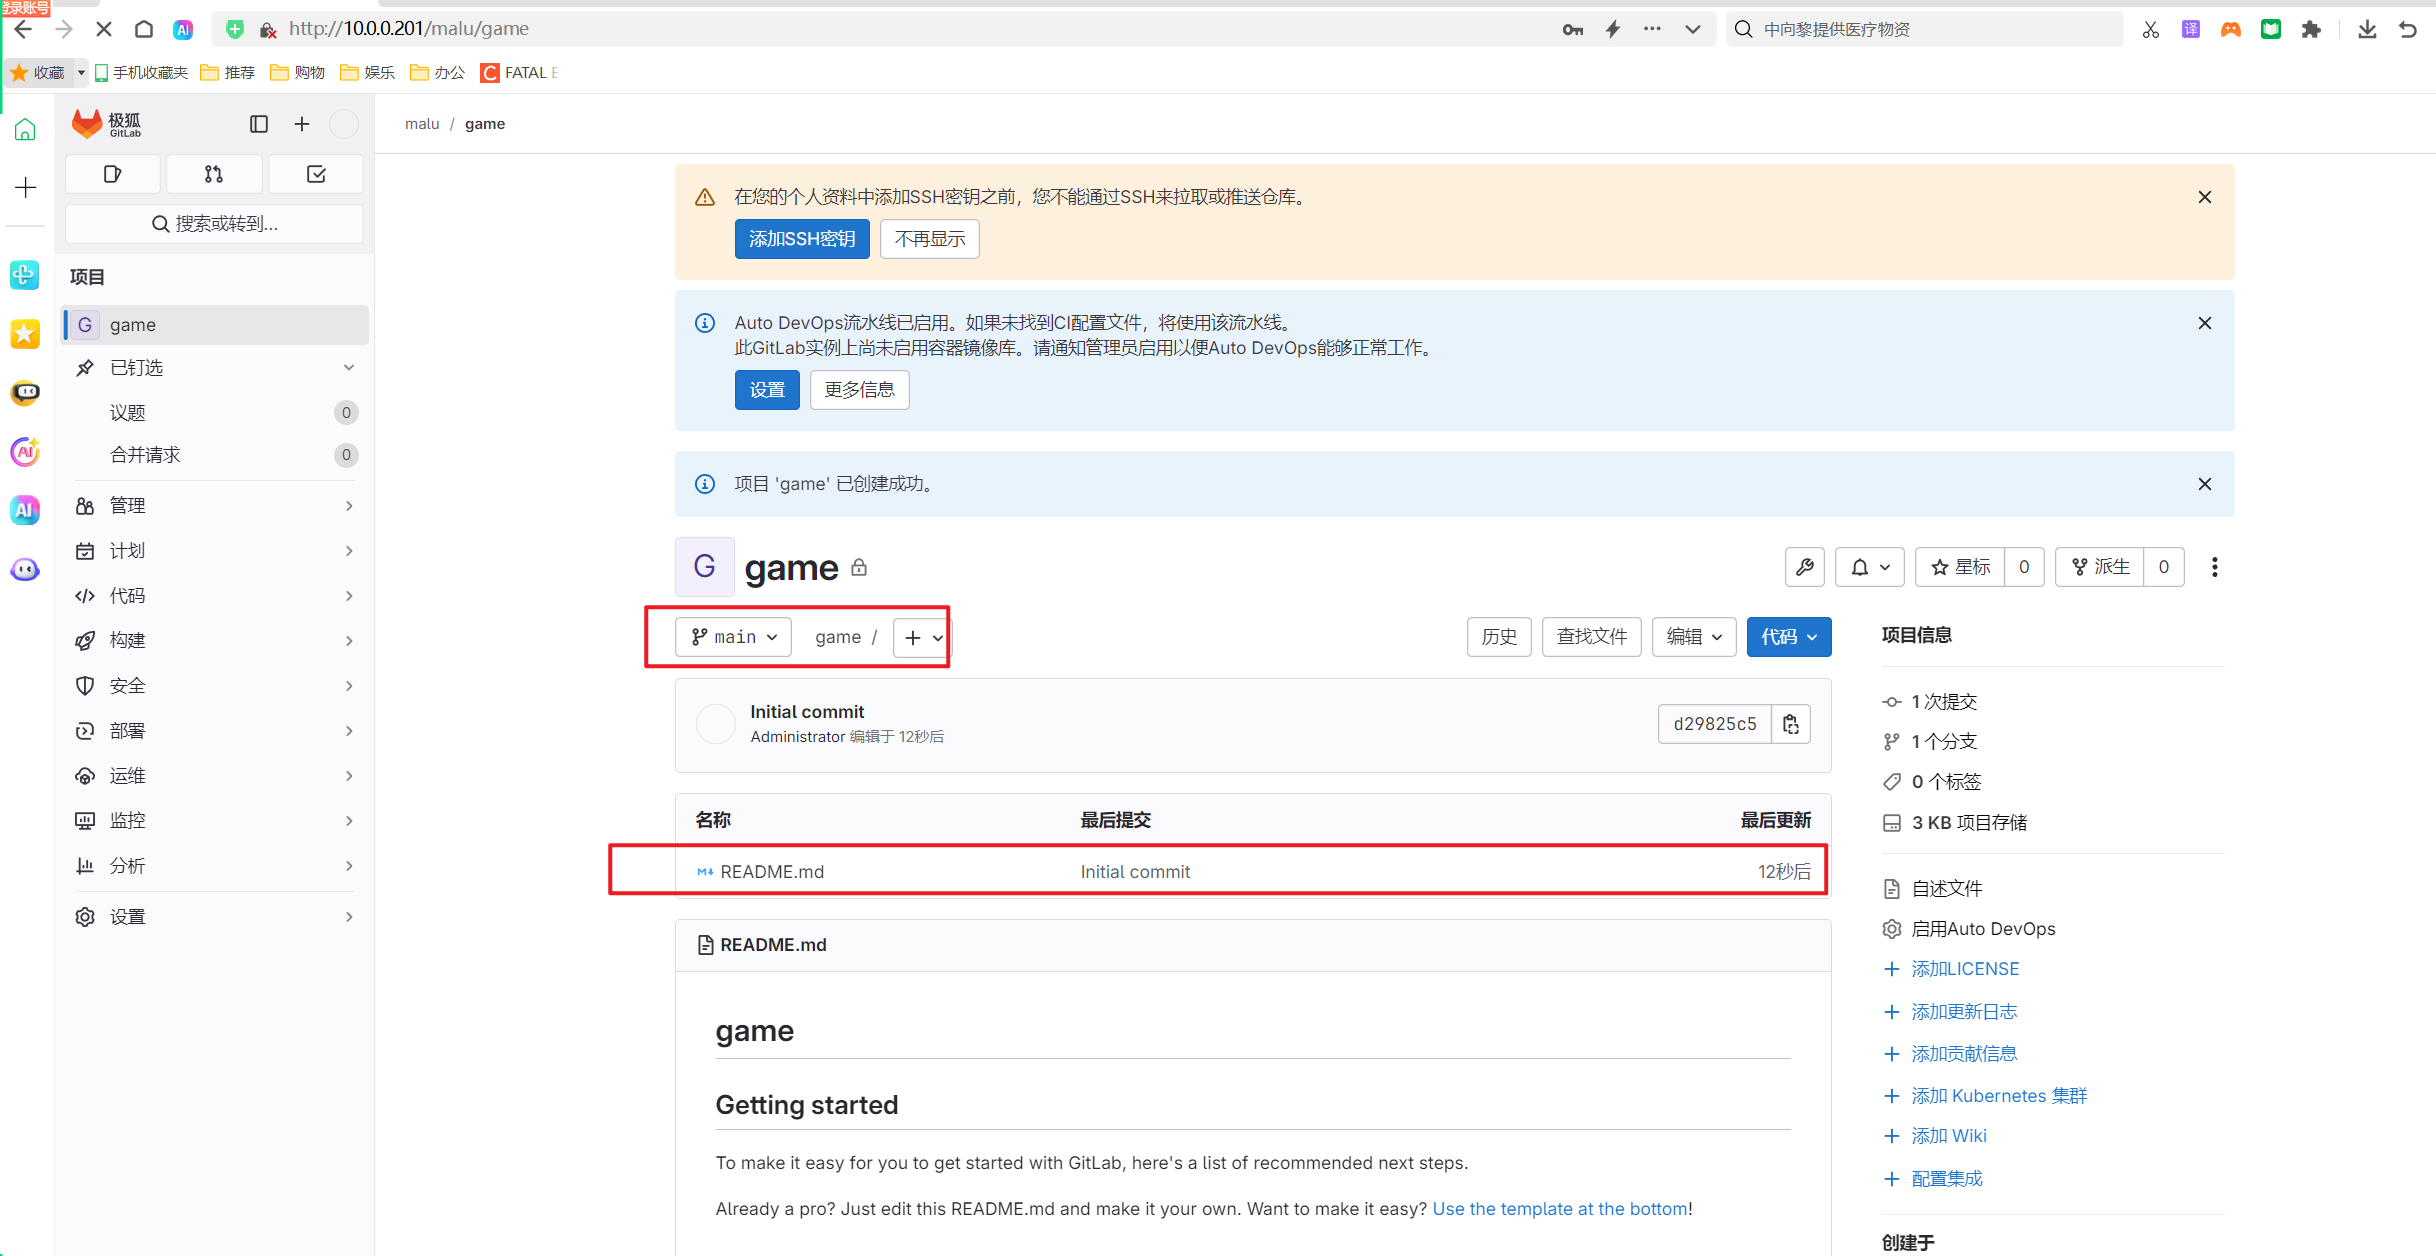 登录账号
http://10.0.0.201/malu/game
中向黎提供医疗物资
译
收藏
手机收藏夹
推荐
购物
娱乐
办公
FATAL E
极狐
GitLab
搜索或转到...
项目
G
game
已钉选
议题
0
合并请求
0
管理
计划
代码
构建
安全
部署
运维
监控
分析
设置
malu / game
在您的个人资料中添加SSH密钥之前，您不能通过SSH来拉取或推送仓库。
添加SSH密钥
不再显示
Auto DevOps流水线已启用。如果未找到CI配置文件，将使用该流水线。
此GitLab实例上尚未启用容器镜像库。请通知管理员启用以便Auto DevOps能够正常工作。
设置
更多信息
项目 'game' 已创建成功。
G
game
星标 0
派生 0
main
game /
历史
查找文件
编辑
代码
Initial commit
Administrator 编辑于 12秒后
d29825c5
名称 最后提交 最后更新
README.md Initial commit 12秒后
README.md
game
Getting started
To make it easy for you to get started with GitLab, here's a list of recommended next steps.
Already a pro? Just edit this README.md and make it your own. Want to make it easy? Use the template at the bottom!
项目信息
1 次提交
1 个分支
0 个标签
3 KB 项目存储
自述文件
启用Auto DevOps
添加LICENSE
添加更新日志
添加贡献信息
添加 Kubernetes 集群
添加 Wiki
配置集成
创建于